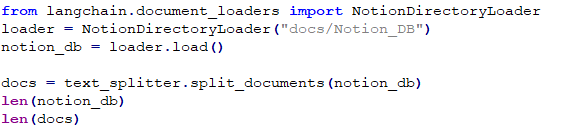 from langchain.document_loaders import NotionDirectoryLoader
loader = NotionDirectoryLoader("docs/Notion_DB")
notion_db = loader.load()
docs = text_splitter.split_documents(notion_db)
len(notion_db)
len(docs)